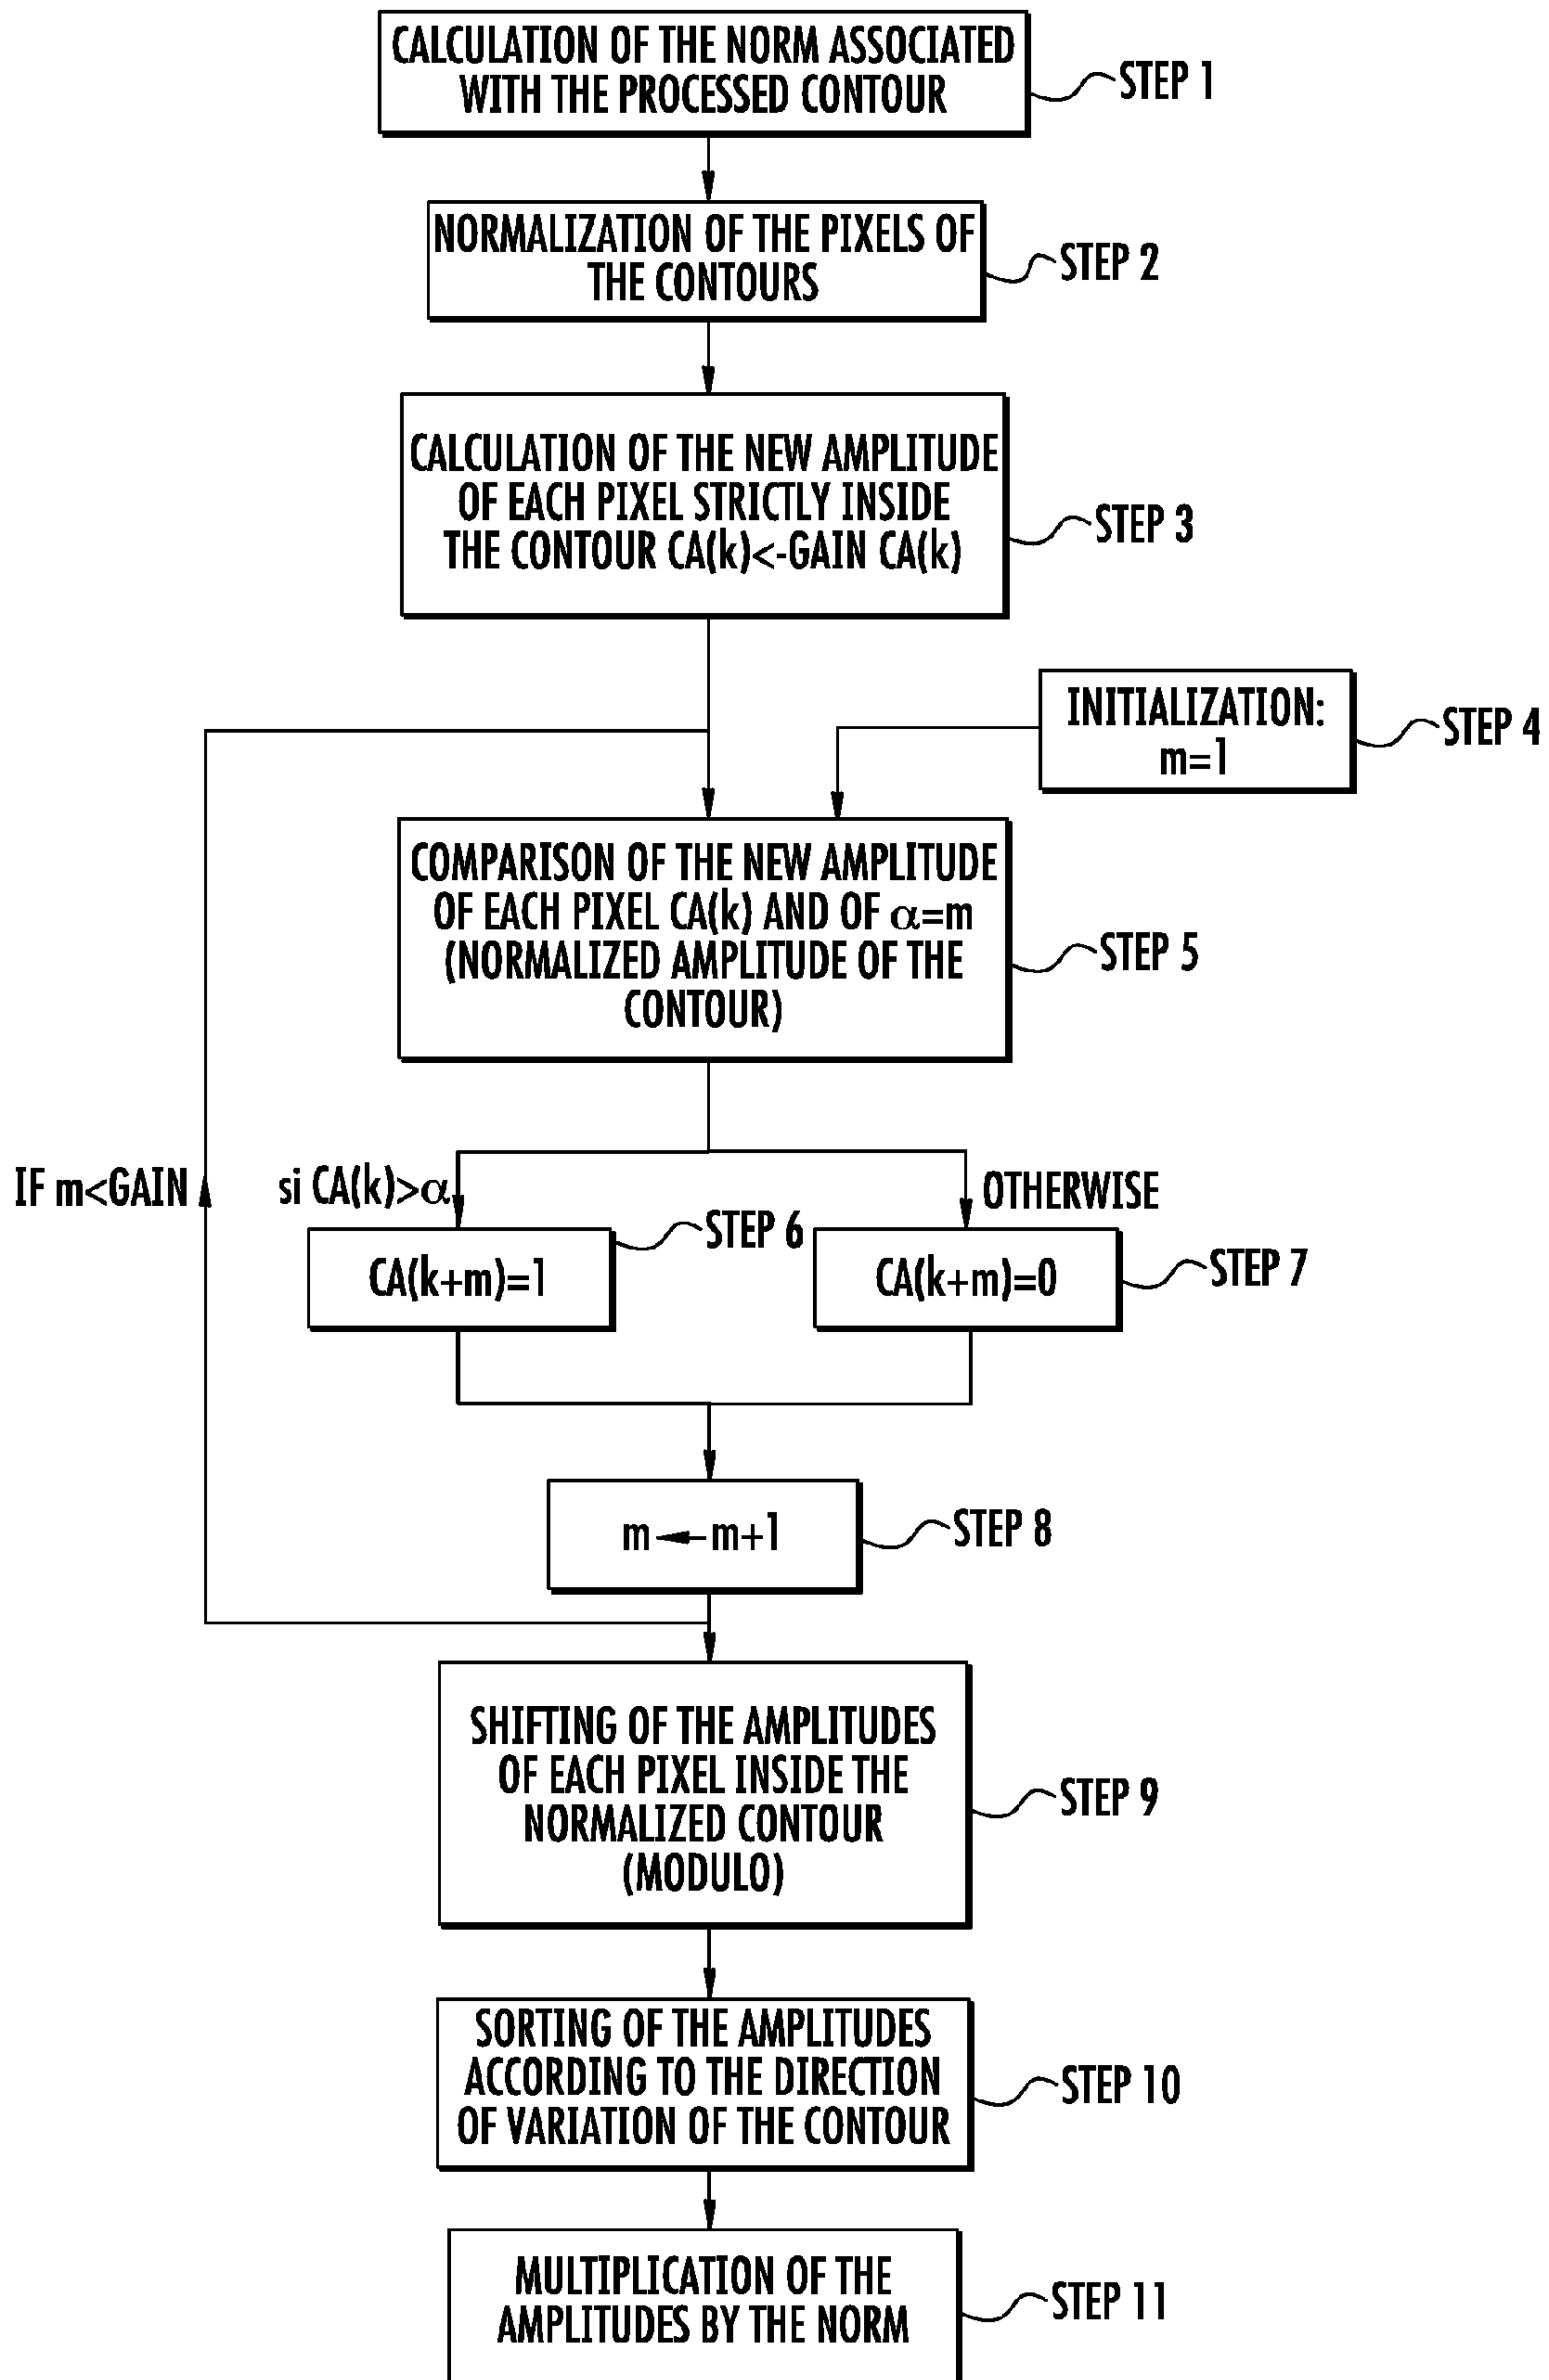 CALCULATION OF THE NORM ASSOCIATED
WITH THE PROCESSED CONTOUR
STEP 1
NORMALIZATION OF THE PIXELS OF
THE CONTOURS
STEP 2
CALCULATION OF THE NEW AMPLITUDE
OF EACH PIXEL STRICTLY INSIDE
THE CONTOUR CA(k)<-GAIN CA(k)
STEP 3
INITIALIZATION:
m=1
STEP 4
COMPARISON OF THE NEW AMPLITUDE
OF EACH PIXEL CA(k) AND OF α=m
(NORMALIZED AMPLITUDE OF THE
CONTOUR)
STEP 5
IF m<GAIN
si CA(k)>α
OTHERWISE
CA(k+m)=1
STEP 6
CA(k+m)=0
STEP 7
m←m+1
STEP 8
SHIFTING OF THE AMPLITUDES
OF EACH PIXEL INSIDE THE
NORMALIZED CONTOUR
(MODULO)
STEP 9
SORTING OF THE AMPLITUDES
ACCORDING TO THE DIRECTION
OF VARIATION OF THE CONTOUR
STEP 10
MULTIPLICATION OF THE
AMPLITUDES BY THE NORM
STEP 11